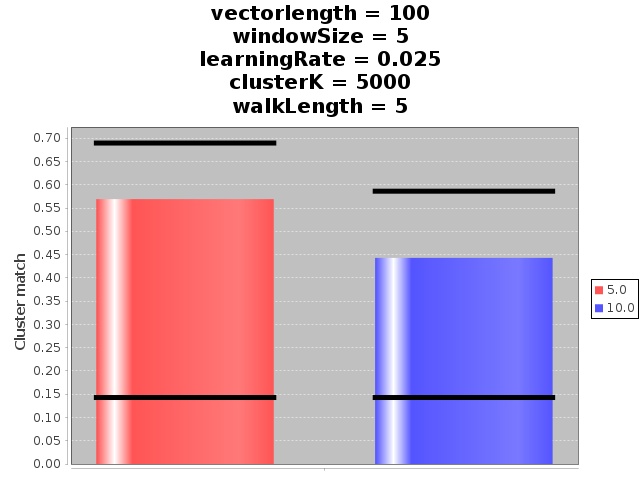 vectorlength = 100
windowSize = 5
learningRate = 0.025
clusterK = 5000
walkLength = 5
0.70
0.65
0.60
0.55
0.50
0.45
0.40
0.35
0.30
0.25
0.20
0.15
0.10
0.05
0.00
Cluster match
5.0
10.0